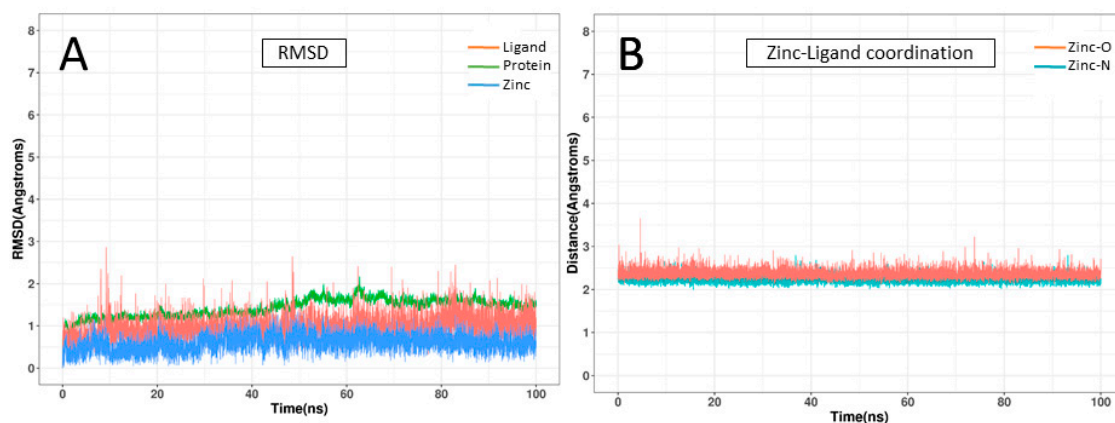 A
RMSD
Ligand
Protein
Zinc
RMSD(Angstroms)
8
7
6
5
4
3
2
1
0
0
20
40
60
80
100
Time(ns)
B
Zinc-Ligand coordination
Zinc-O
Zinc-N
Distance(Angstroms)
8
7
6
5
4
3
2
1
0
0
20
40
60
80
100
Time(ns)